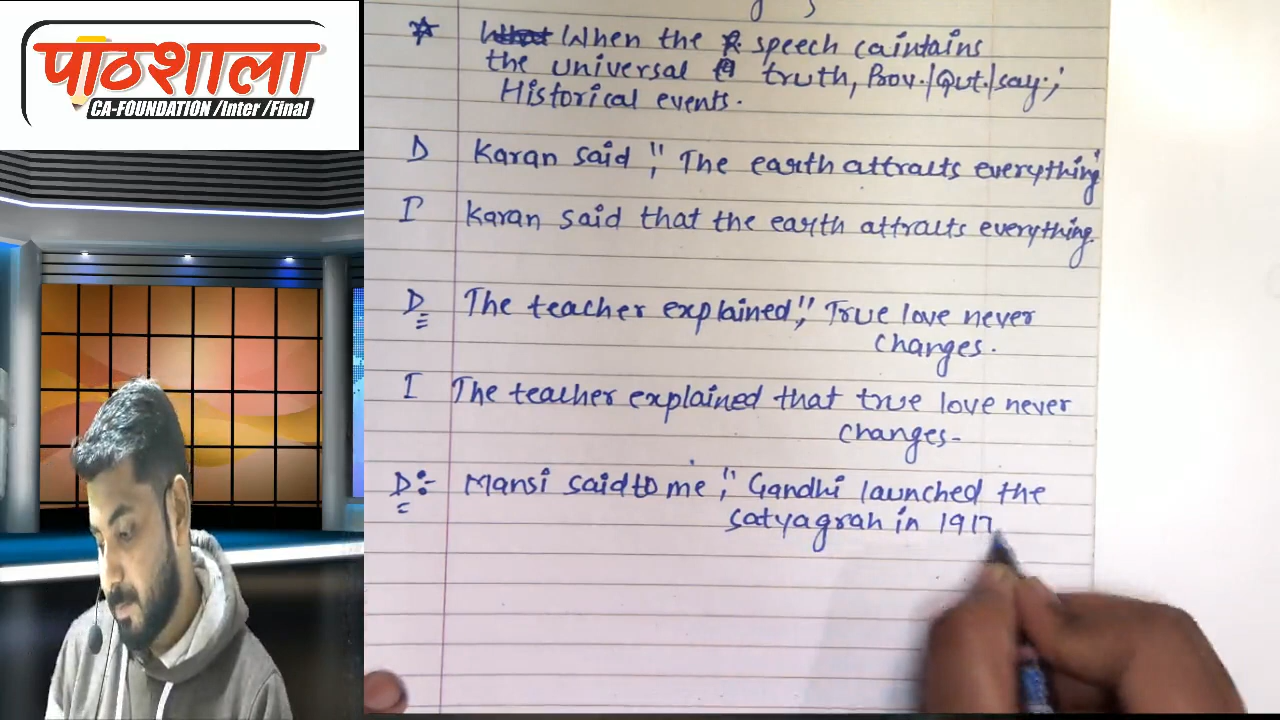 पाठशाला
CA-FOUNDATION /Inter /Final
When the speech caintains
the universal truth, Prov./Qut./say.;
Historical events.
D Karan said ," The earth attracts everything"
I Karan said that the earth attracts everything.
D The teacher explained," True love never
changes.
I The teacher explained that true love never
changes-
D:- Mansi said to me ," Gandhi launched the
satyagrah in 1917